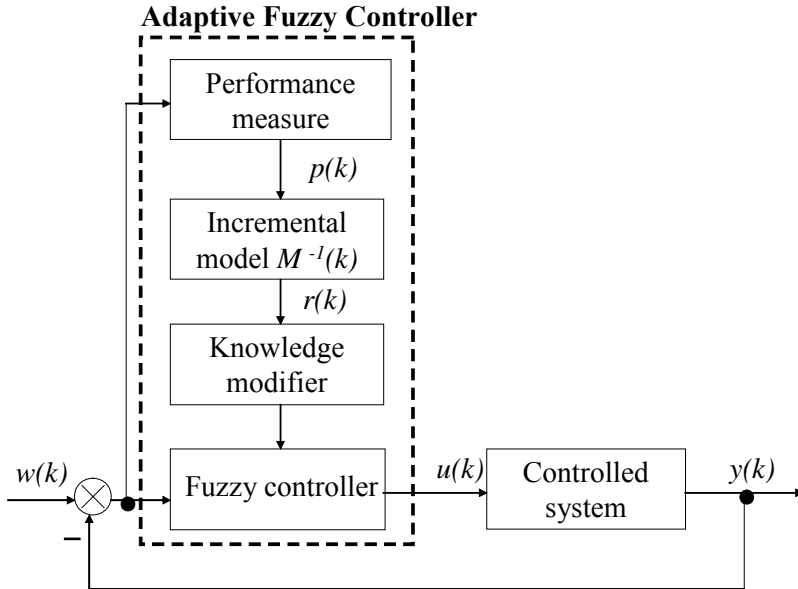 Adaptive Fuzzy Controller
Performance
measure
p(k)
Incremental
model M⁻¹(k)
r(k)
Knowledge
modifier
w(k)
Fuzzy controller
u(k)
Controlled
system
y(k)
−